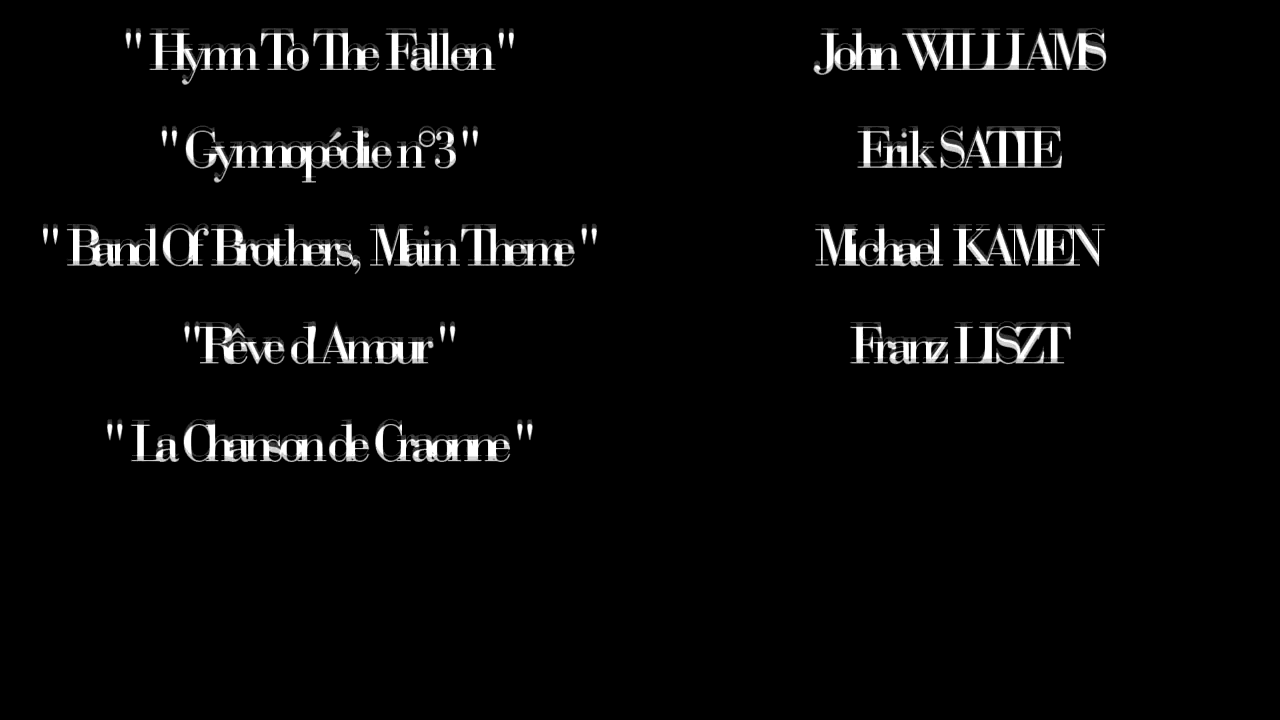 " Hymn To The Fallen " John WILLIAMS
" Gymnopédie n°3 " Erik SATIE
" Band Of Brothers, Main Theme " Michael KAMEN
"Rêve d'Amour " Franz LISZT
" La Chanson de Craonne "